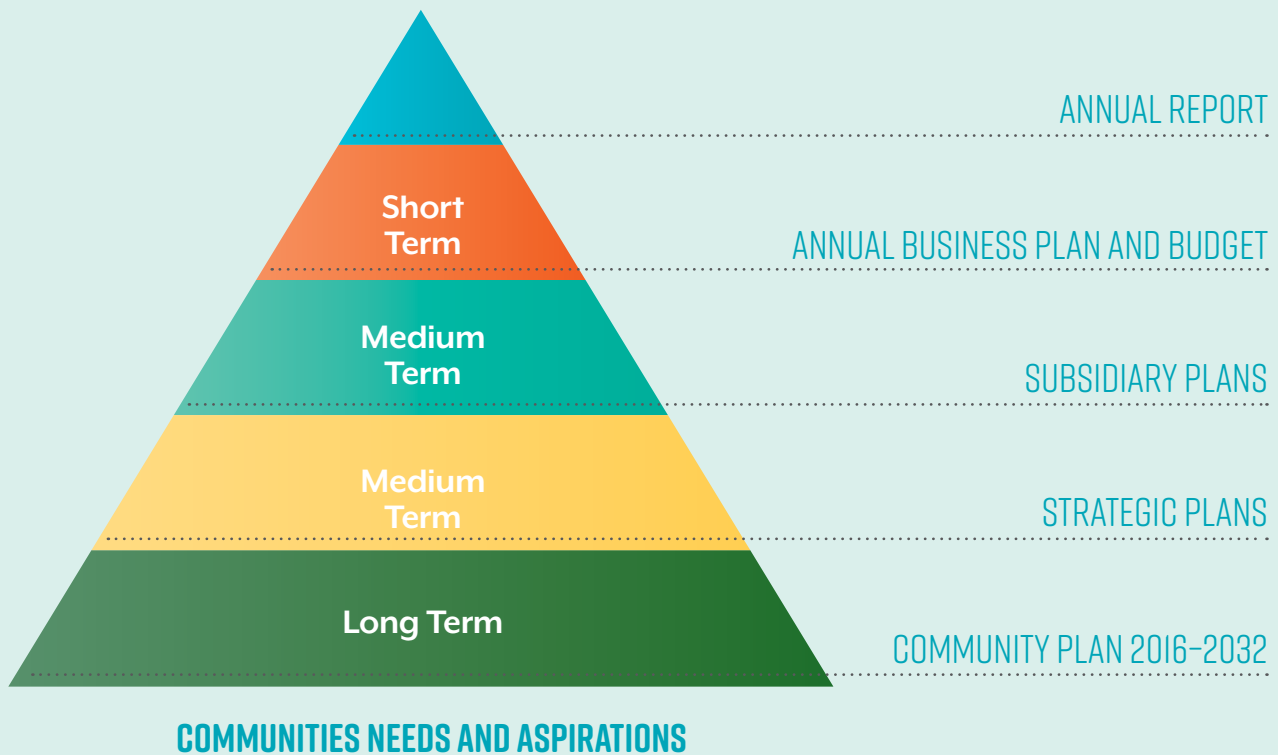 ANNUAL REPORT
Short
Term
ANNUAL BUSINESS PLAN AND BUDGET
Medium
Term
SUBSIDIARY PLANS
Medium
Term
STRATEGIC PLANS
Long Term
COMMUNITY PLAN 2016–2032
COMMUNITIES NEEDS AND ASPIRATIONS